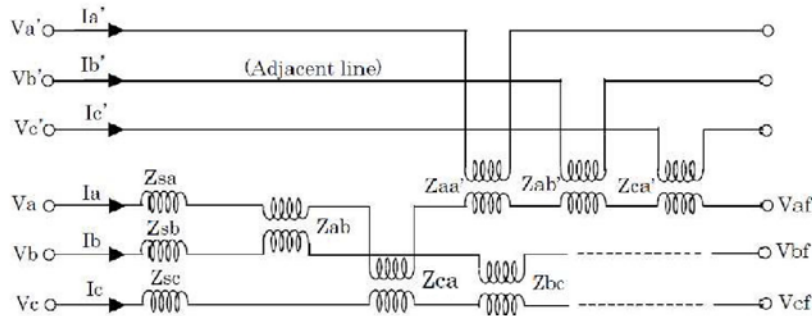 Ia'
Va'
Ib'
Vb'
(Adjacent line)
Ic'
Vc'
Zsa
Zaa'
Zab'
Zca'
Ia
Va
Vaf
Zab
Ib
Zsb
Vb
Vbf
Zca
Zbc
Ic
Zsc
Vc
Vcf